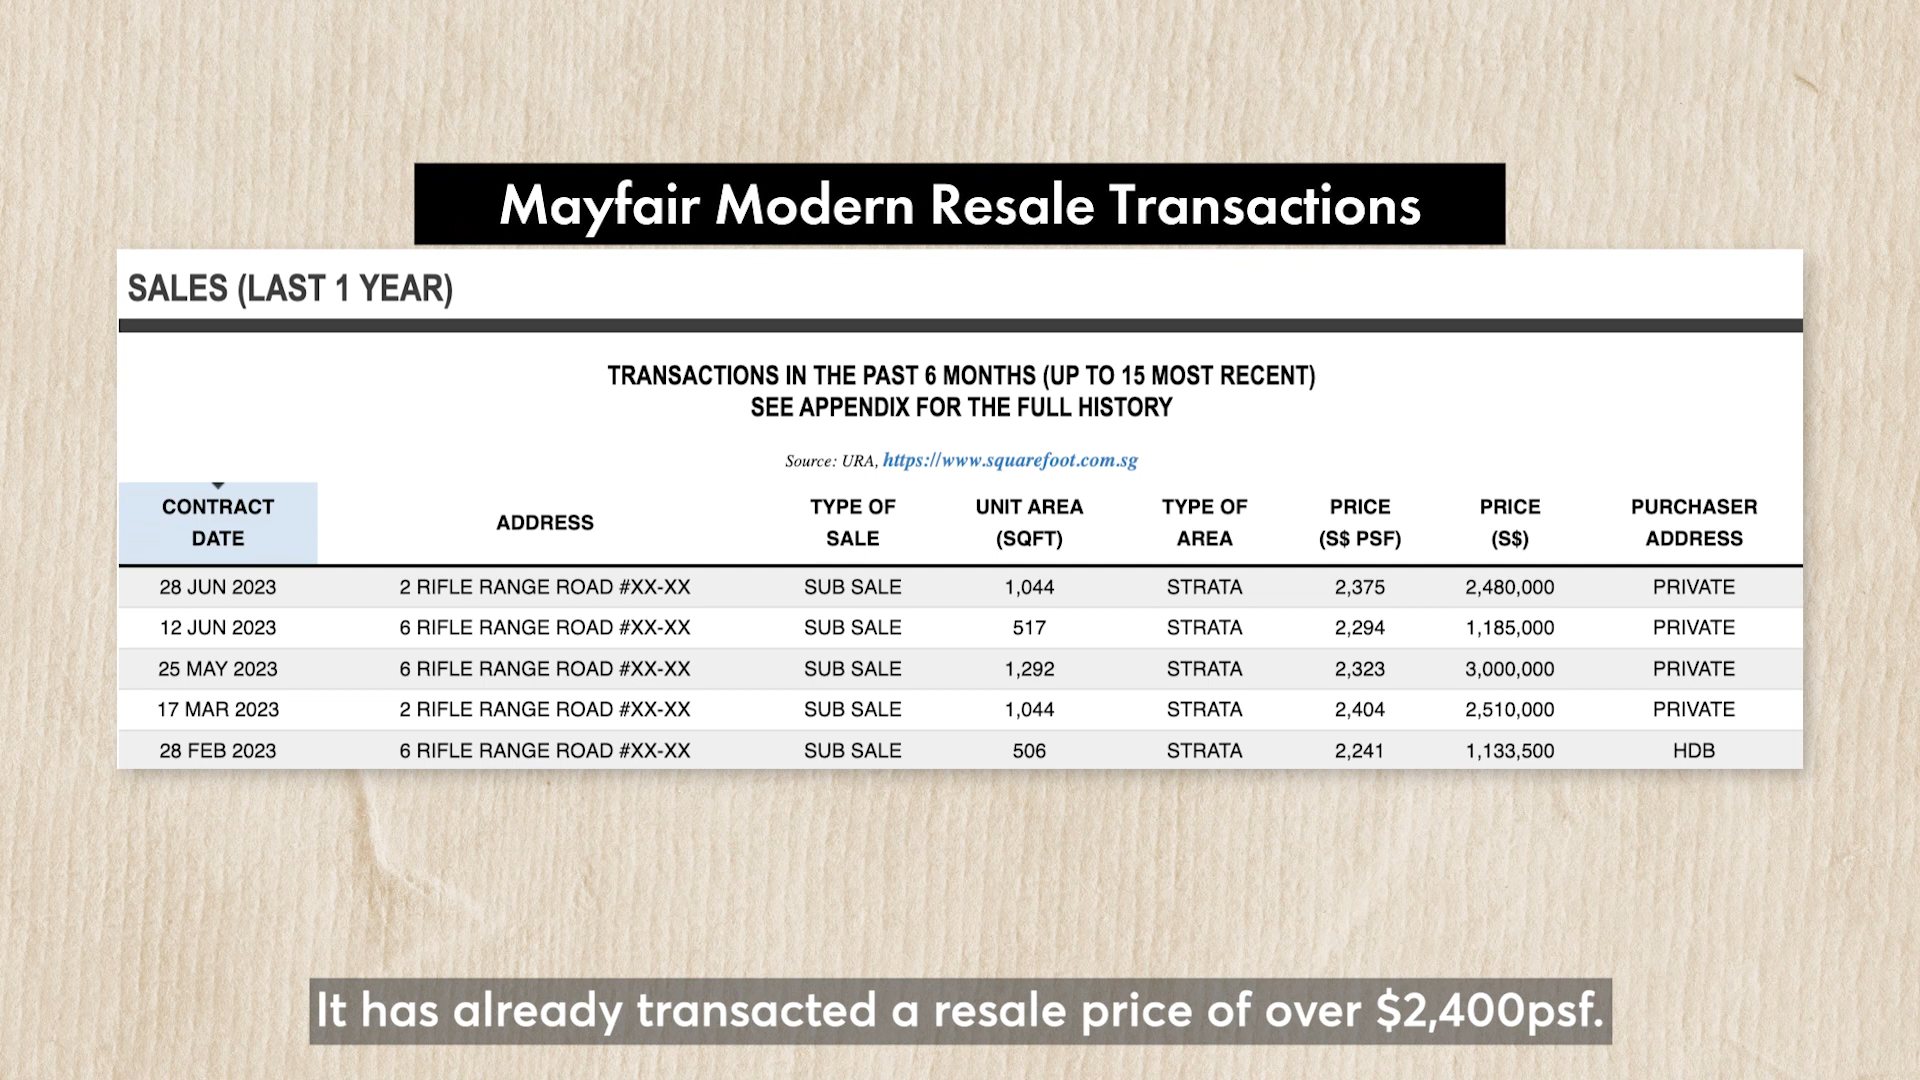 Mayfair Modern Resale Transactions
SALES (LAST 1 YEAR)
TRANSACTIONS IN THE PAST 6 MONTHS (UP TO 15 MOST RECENT)
SEE APPENDIX FOR THE FULL HISTORY
Source: URA, https://www.squarefoot.com.sg
CONTRACT DATE ADDRESS TYPE OF SALE UNIT AREA (SQFT) TYPE OF AREA PRICE (S$ PSF) PRICE (S$) PURCHASER ADDRESS
28 JUN 2023 2 RIFLE RANGE ROAD #XX-XX SUB SALE 1,044 STRATA 2,375 2,480,000 PRIVATE
12 JUN 2023 6 RIFLE RANGE ROAD #XX-XX SUB SALE 517 STRATA 2,294 1,185,000 PRIVATE
25 MAY 2023 6 RIFLE RANGE ROAD #XX-XX SUB SALE 1,292 STRATA 2,323 3,000,000 PRIVATE
17 MAR 2023 2 RIFLE RANGE ROAD #XX-XX SUB SALE 1,044 STRATA 2,404 2,510,000 PRIVATE
28 FEB 2023 6 RIFLE RANGE ROAD #XX-XX SUB SALE 506 STRATA 2,241 1,133,500 HDB
It has already transacted a resale price of over $2,400psf.